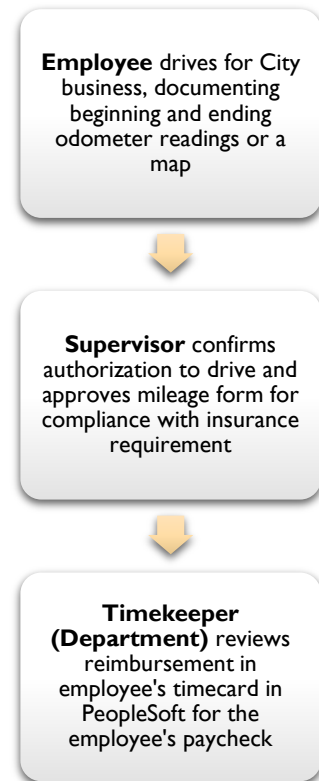 Employee drives for City
business, documenting
beginning and ending
odometer readings or a
map
Supervisor confirms
authorization to drive and
approves mileage form for
compliance with insurance
requirement
Timekeeper
(Department) reviews
reimbursement in
employee's timecard in
PeopleSoft for the
employee's paycheck